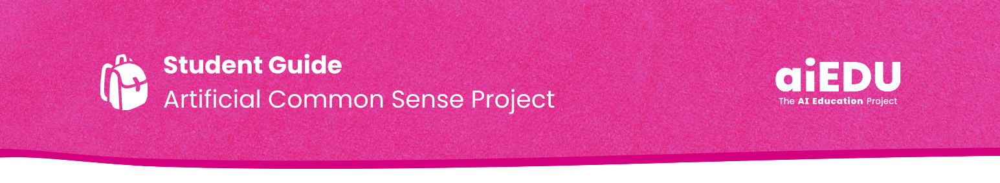 Student Guide
Artificial Common Sense Project
aiEDU
The AI Education Project